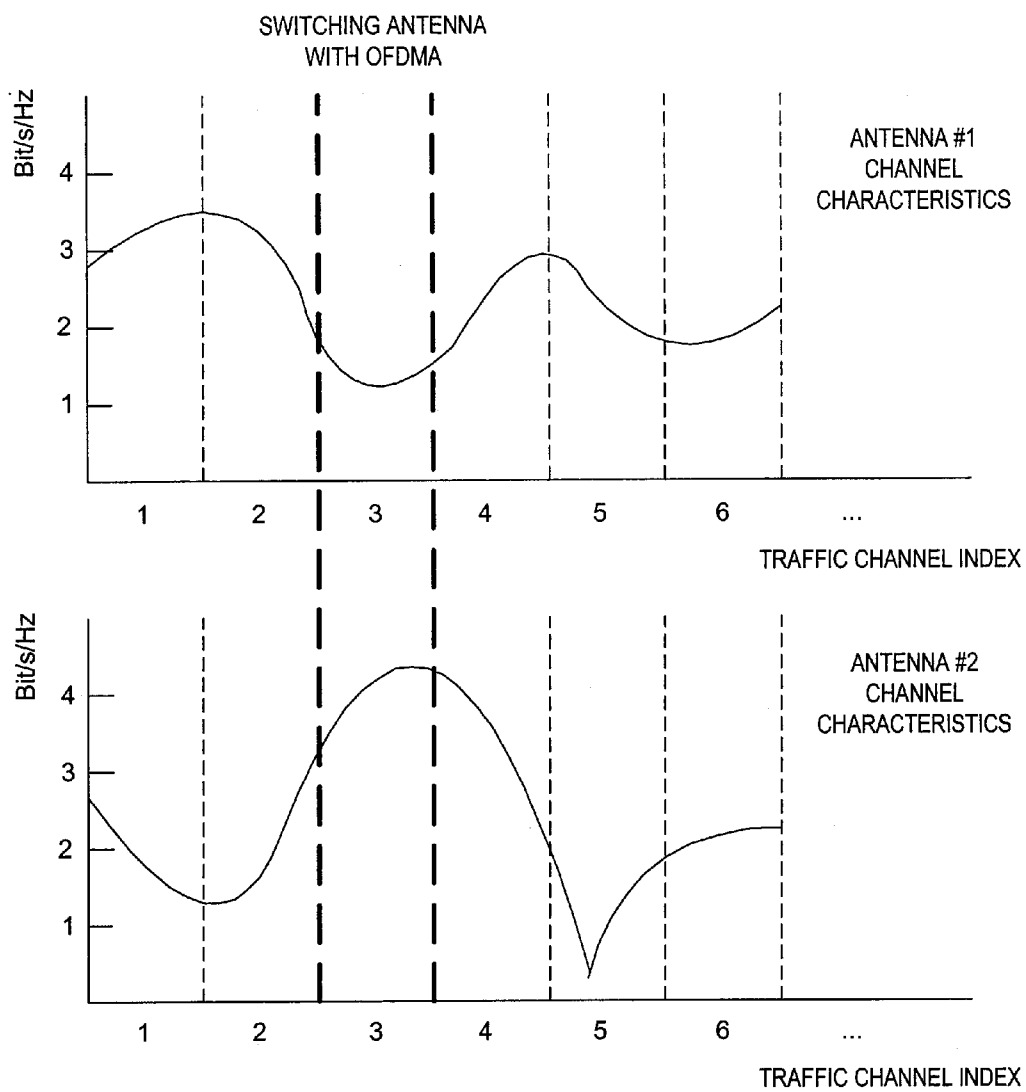 SWITCHING ANTENNA
WITH OFDMA
Bit/s/Hz
4
3
2
1
ANTENNA #1
CHANNEL
CHARACTERISTICS
1 2 3 4 5 6 ...
TRAFFIC CHANNEL INDEX
Bit/s/Hz
4
3
2
1
ANTENNA #2
CHANNEL
CHARACTERISTICS
1 2 3 4 5 6 ...
TRAFFIC CHANNEL INDEX